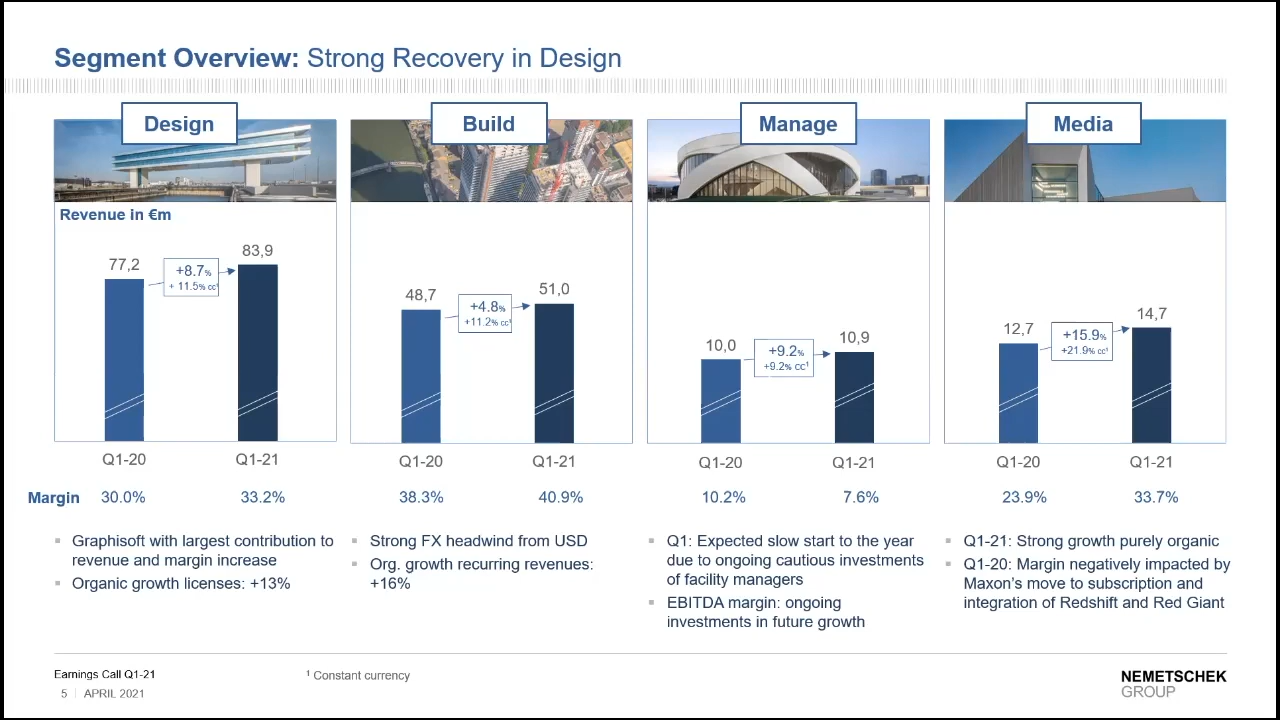 Segment Overview: Strong Recovery in Design
Design
Build
Manage
Media
Revenue in €m
77,2
+8.7%
+ 11.5% cc¹
83,9
48,7
+4.8%
+11.2% cc¹
51,0
10,0
+9.2%
+9.2% cc¹
10,9
12,7
+15.9%
+21.9% cc¹
14,7
Q1-20
Q1-21
Q1-20
Q1-21
Q1-20
Q1-21
Q1-20
Q1-21
Margin
30.0%
33.2%
38.3%
40.9%
10.2%
7.6%
23.9%
33.7%
Graphisoft with largest contribution to
revenue and margin increase
Organic growth licenses: +13%
Strong FX headwind from USD
Org. growth recurring revenues:
+16%
Q1: Expected slow start to the year
due to ongoing cautious investments
of facility managers
EBITDA margin: ongoing
investments in future growth
Q1-21: Strong growth purely organic
Q1-20: Margin negatively impacted by
Maxon's move to subscription and
integration of Redshift and Red Giant
Earnings Call Q1-21
¹ Constant currency
5 | APRIL 2021
NEMETSCHEK
GROUP